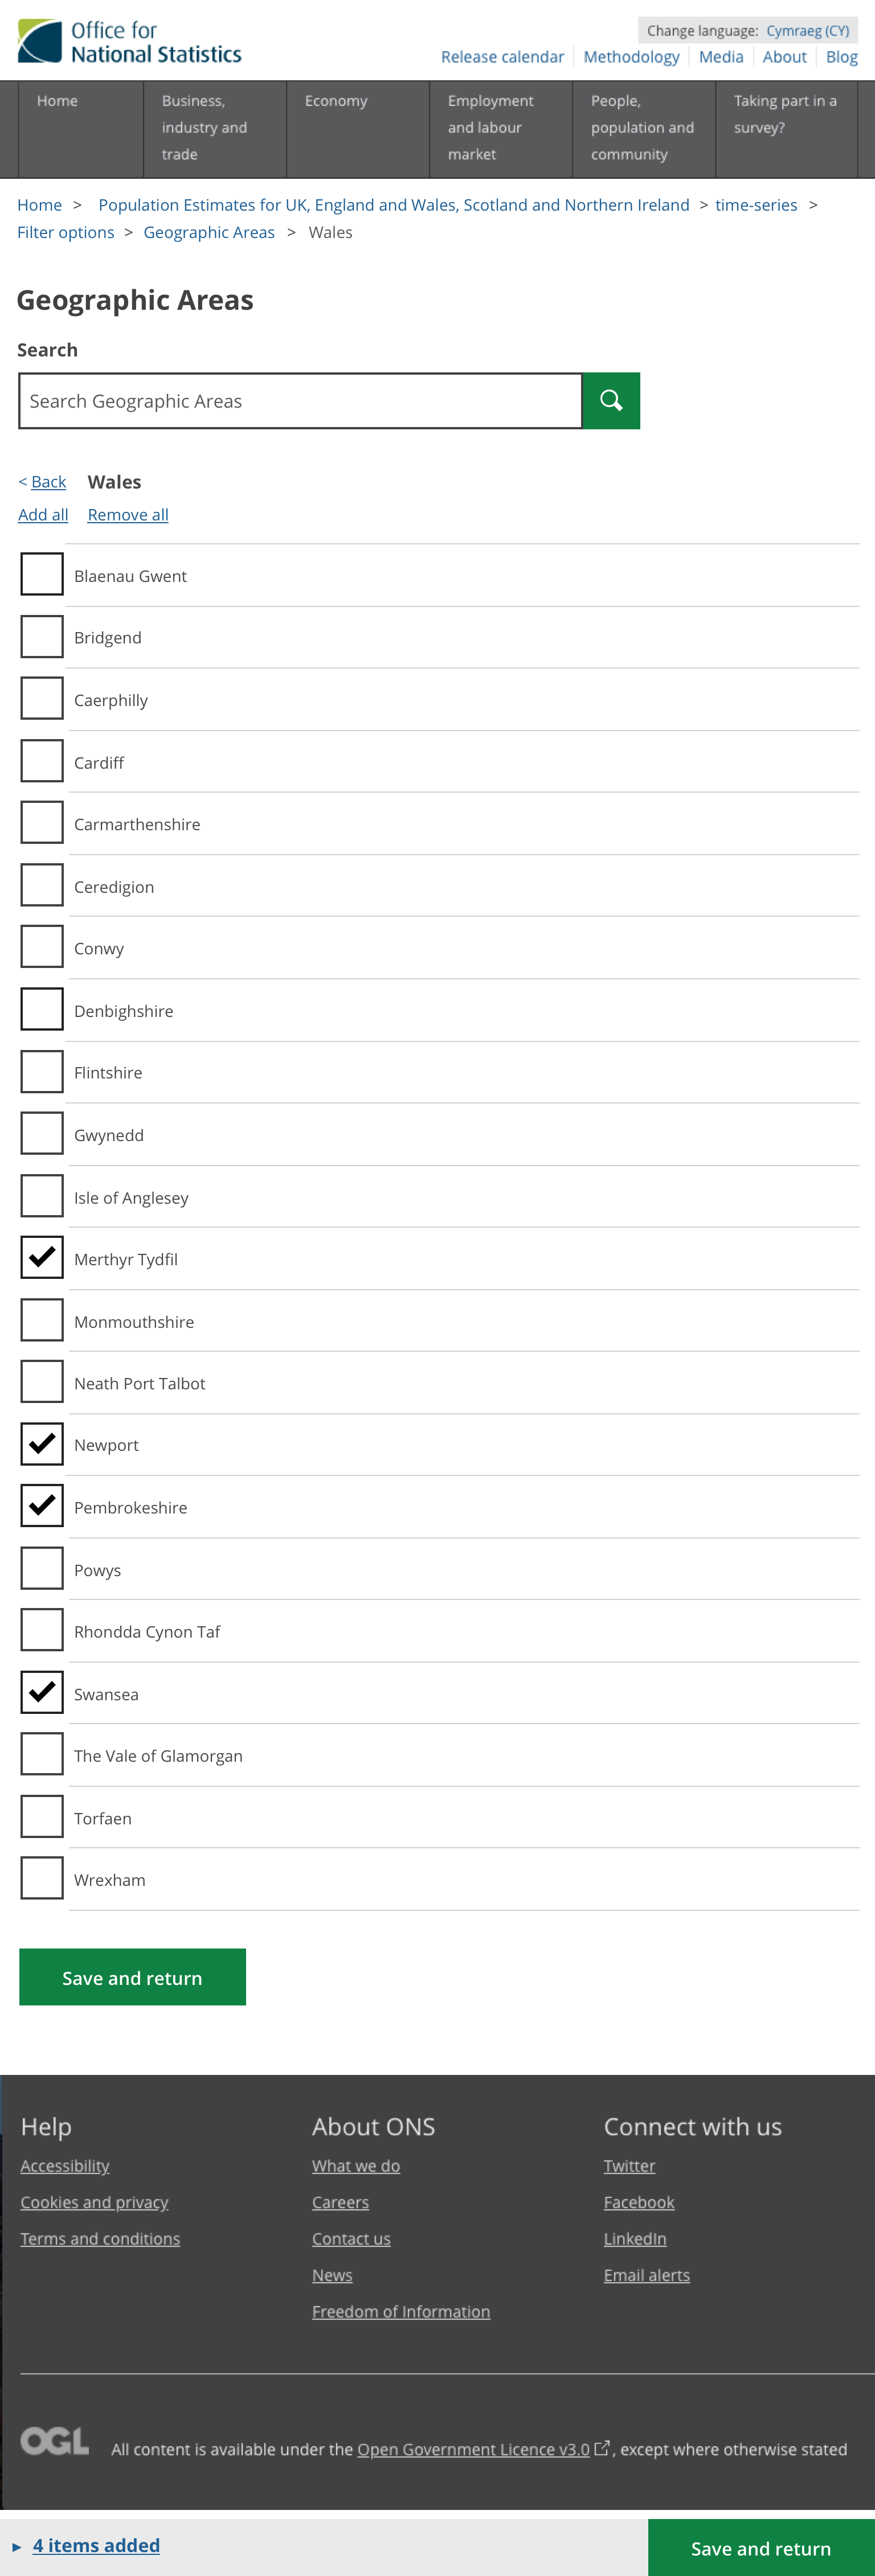 Office for
National Statistics
Change language: Cymraeg (CY)
Release calendar Methodology Media About Blog
Home
Business,
industry and
trade
Economy
Employment
and labour
market
People,
population and
community
Taking part in a
survey?
Home > Population Estimates for UK, England and Wales, Scotland and Northern Ireland > time-series >
Filter options > Geographic Areas > Wales
Geographic Areas
Search
Search Geographic Areas
< Back Wales
Add all Remove all
Blaenau Gwent
Bridgend
Caerphilly
Cardiff
Carmarthenshire
Ceredigion
Conwy
Denbighshire
Flintshire
Gwynedd
Isle of Anglesey
Merthyr Tydfil
Monmouthshire
Neath Port Talbot
Newport
Pembrokeshire
Powys
Rhondda Cynon Taf
Swansea
The Vale of Glamorgan
Torfaen
Wrexham
Save and return
Help
Accessibility
Cookies and privacy
Terms and conditions
About ONS
What we do
Careers
Contact us
News
Freedom of Information
Connect with us
Twitter
Facebook
LinkedIn
Email alerts
OGL All content is available under the Open Government Licence v3.0 , except where otherwise stated
4 items added
Save and return